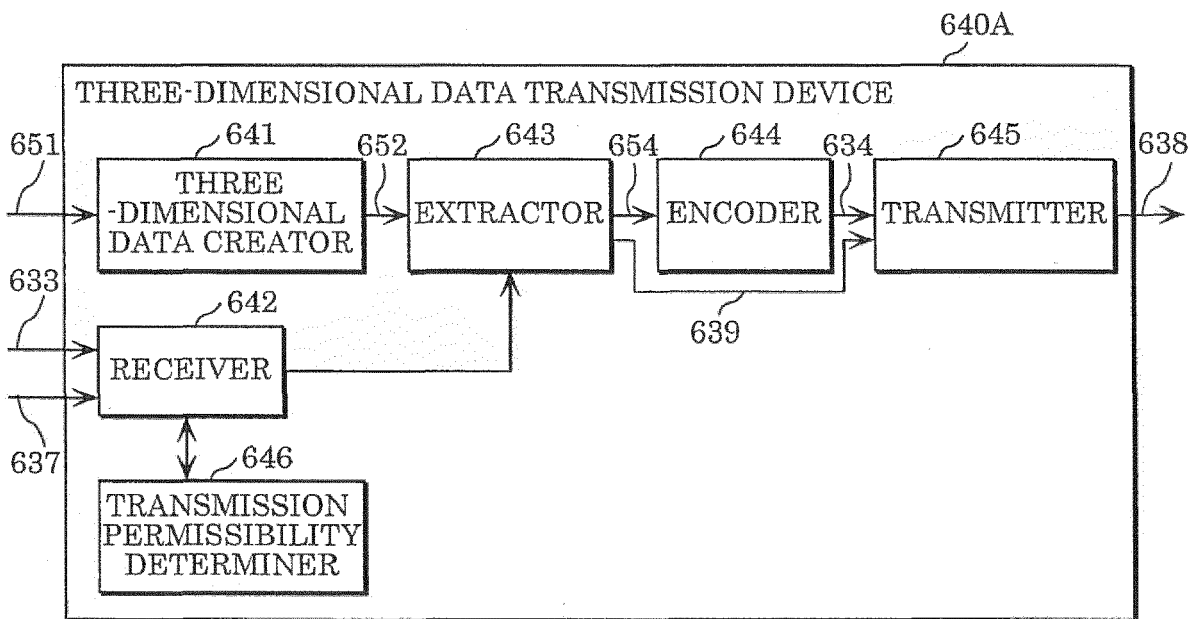 640A
THREE-DIMENSIONAL DATA TRANSMISSION DEVICE
651
641
652
643
654
644
634
645
638
THREE
-DIMENSIONAL
DATA CREATOR
EXTRACTOR
ENCODER
TRANSMITTER
633
642
639
RECEIVER
637
646
TRANSMISSION
PERMISSIBILITY
DETERMINER